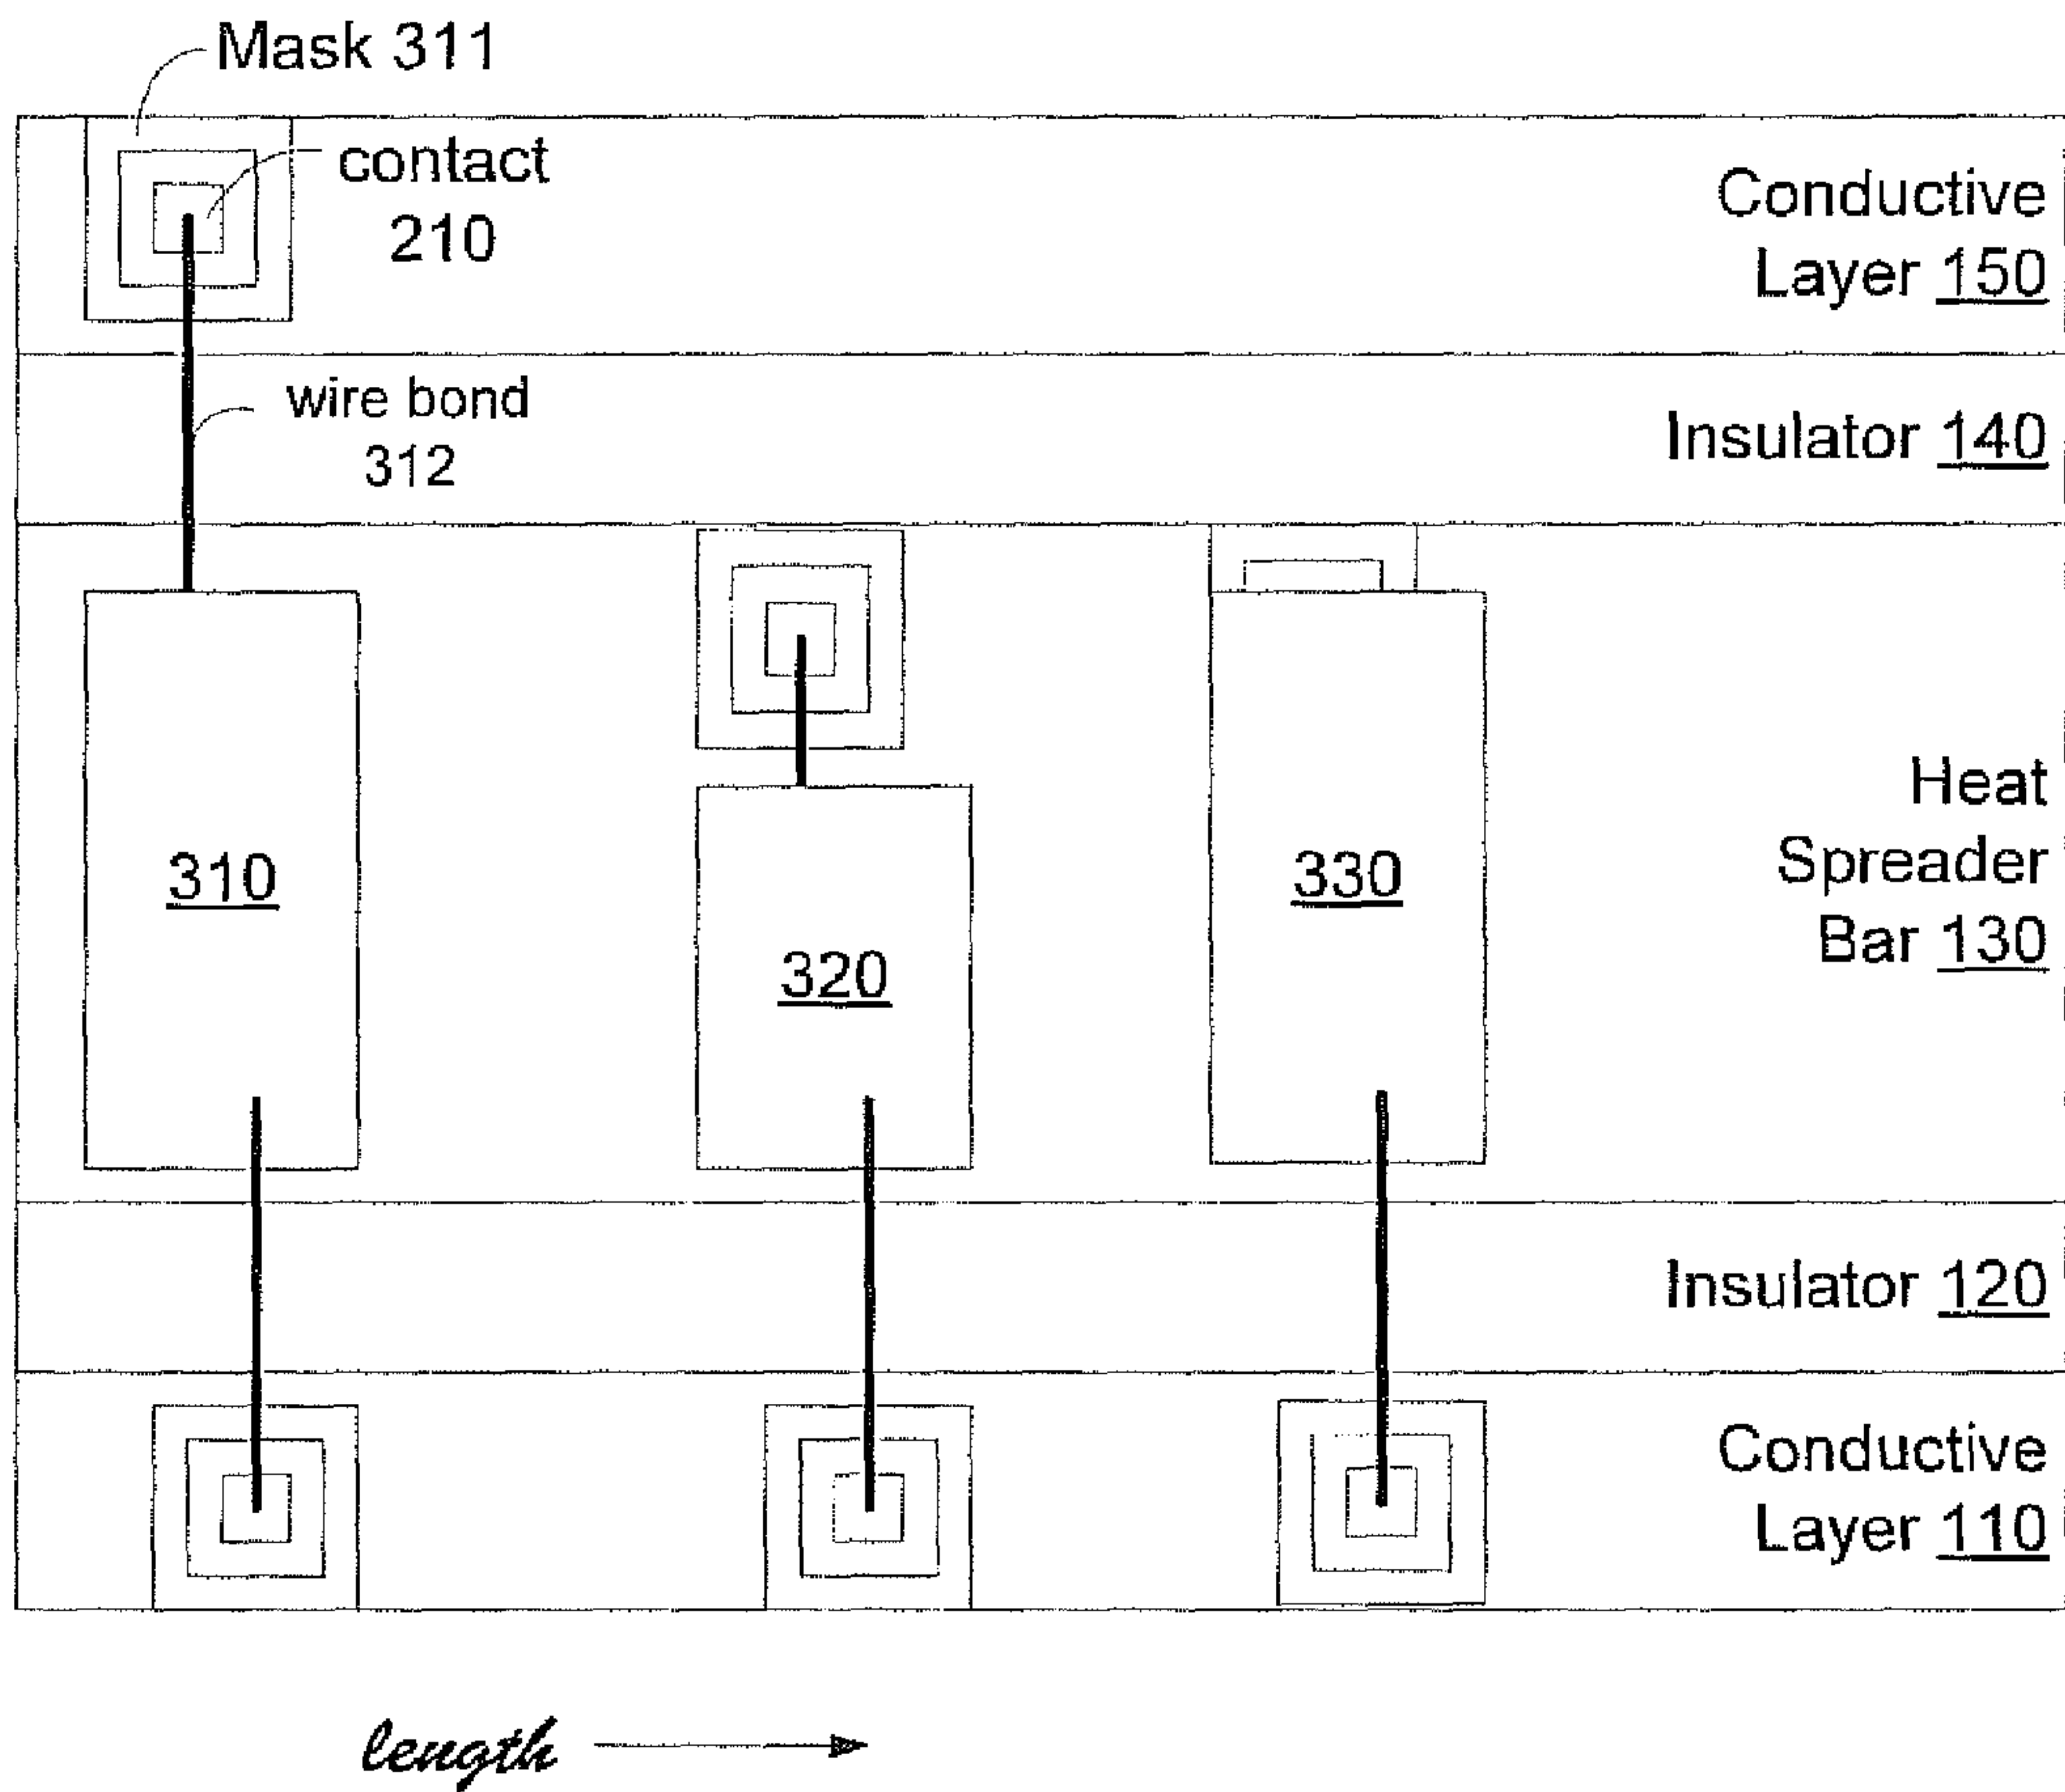 Mask 311
contact
210
Conductive
Layer 150
wire bond
312
Insulator 140
310
320
330
Heat
Spreader
Bar 130
Insulator 120
Conductive
Layer 110
length